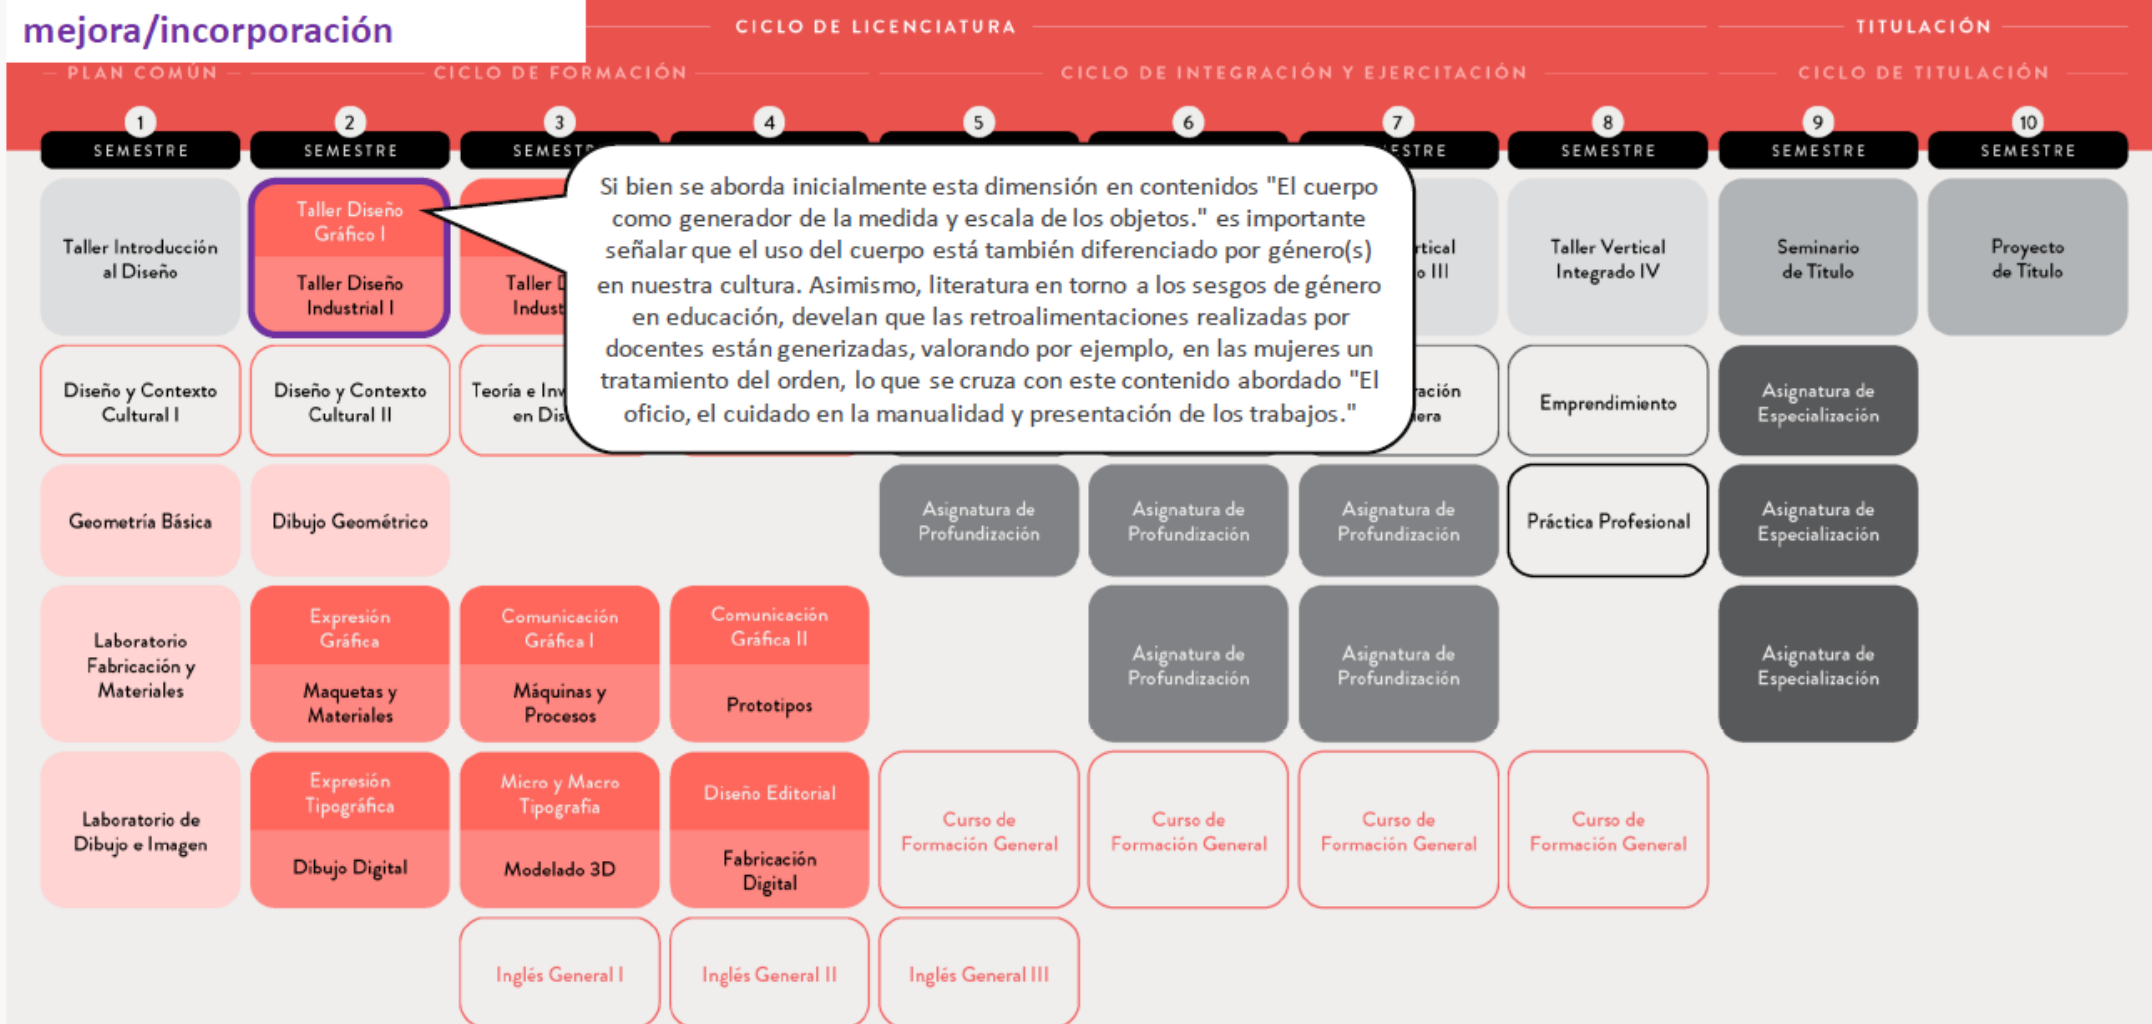 mejora/incorporación
CICLO DE LICENCIATURA
TITULACIÓN
PLAN COMÚN
CICLO DE FORMACIÓN
CICLO DE INTEGRACIÓN Y EJERCITACIÓN
CICLO DE TITULACIÓN
1 2 3 4 5 6 7 8 9 10
SEMESTRE SEMESTRE SEMESTRE SEMESTRE SEMESTRE
Si bien se aborda inicialmente esta dimensión en contenidos "El cuerpo
como generador de la medida y escala de los objetos." es importante
señalar que el uso del cuerpo está también diferenciado por género(s)
en nuestra cultura. Asimismo, literatura en torno a los sesgos de género
en educación, develan que las retroalimentaciones realizadas por
docentes están generizadas, valorando por ejemplo, en las mujeres un
tratamiento del orden, lo que se cruza con este contenido abordado "El
oficio, el cuidado en la manualidad y presentación de los trabajos."
Taller Introducción
al Diseño
Taller Diseño
Gráfico I
Taller Diseño
Industrial I
Taller
Taller Vertical
Integrado IV
Seminario
de Título
Proyecto
de Título
Diseño y Contexto
Cultural I
Diseño y Contexto
Cultural II
Teoría e
en
Emprendimiento
Asignatura de
Especialización
Geometría Básica
Dibujo Geométrico
Asignatura de
Profundización
Asignatura de
Profundización
Asignatura de
Profundización
Práctica Profesional
Asignatura de
Especialización
Laboratorio
Fabricación y
Materiales
Expresión
Gráfica
Maquetas y
Materiales
Comunicación
Gráfica I
Máquinas y
Procesos
Comunicación
Gráfica II
Prototipos
Asignatura de
Profundización
Asignatura de
Profundización
Asignatura de
Especialización
Laboratorio de
Dibujo e Imagen
Expresión
Tipográfica
Dibujo Digital
Micro y Macro
Tipografía
Modelado 3D
Diseño Editorial
Fabricación
Digital
Curso de
Formación General
Curso de
Formación General
Curso de
Formación General
Curso de
Formación General
Inglés General I
Inglés General II
Inglés General III